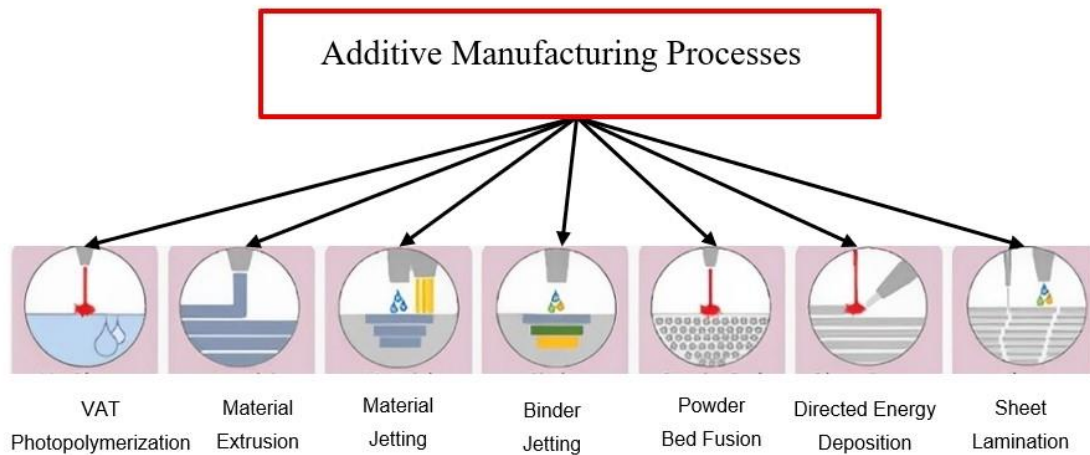 Additive Manufacturing Processes
VAT
Photopolymerization
Material
Extrusion
Material
Jetting
Binder
Jetting
Powder
Bed Fusion
Directed Energy
Deposition
Sheet
Lamination